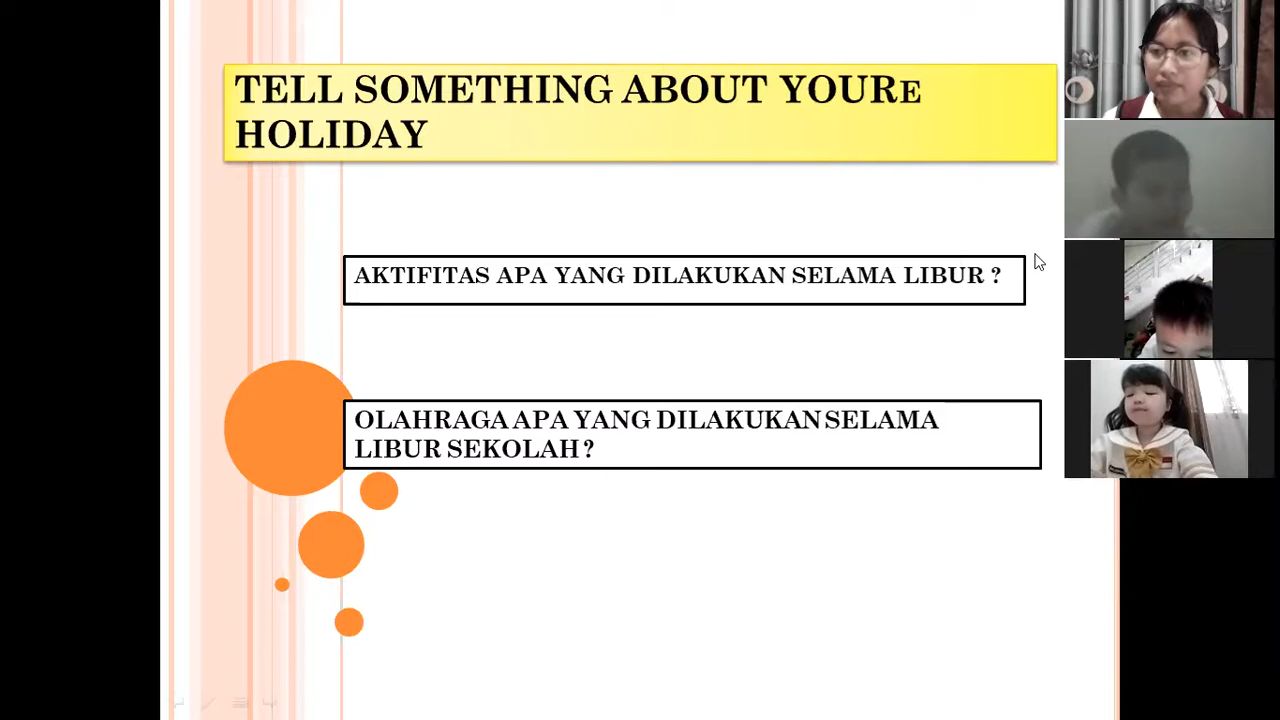 TELL SOMETHING ABOUT YOURE
HOLIDAY
AKTIFITAS APA YANG DILAKUKAN SELAMA LIBUR ?
OLAHRAGA APA YANG DILAKUKAN SELAMA
LIBUR SEKOLAH ?